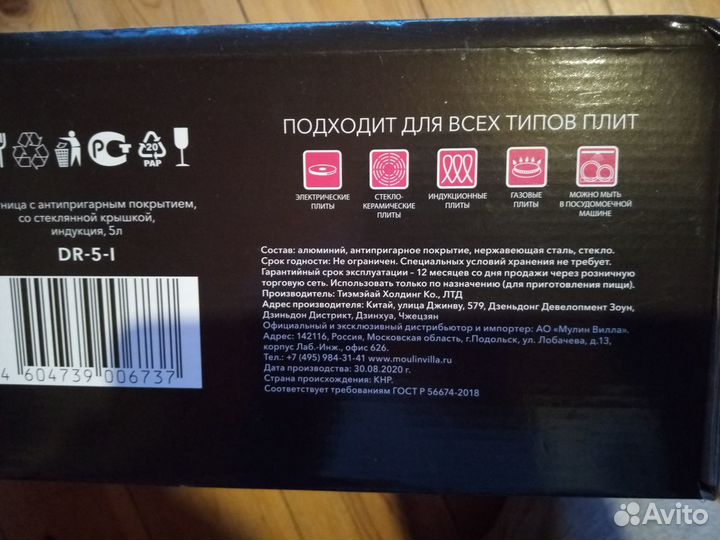 ПОДХОДИТ ДЛЯ ВСЕХ ТИПОВ ПЛИТ
20
PAP
ЭЛЕКТРИЧЕСКИЕ
ПЛИТЫ
СТЕКЛО-
КЕРАМИЧЕСКИЕ
ПЛИТЫ
ИНДУКЦИОННЫЕ
ПЛИТЫ
ГАЗОВЫЕ
ПЛИТЫ
МОЖНО МЫТЬ
В ПОСУДОМОЕЧНОЙ
МАШИНЕ
ница с антипригарным покрытием,
со стеклянной крышкой,
индукция, 5л
DR-5-I
4 604739 006737
Состав: алюминий, антипригарное покрытие, нержавеющая сталь, стекло.
Срок годности: Не ограничен. Специальных условий хранения не требует.
Гарантийный срок эксплуатации – 12 месяцев со дня продажи через розничную
торговую сеть. Использовать только по назначению (для приготовления пищи).
Производитель: Тиэмэйай Холдинг Ко., ЛТД
Адрес производителя: Китай, улица Джинву, 579, Дзеньдонг Девелопмент Зоун,
Дзиньдон Дистрикт, Дзинхуа, Чжецзян
Официальный и эксклюзивный дистрибьютор и импортер: АО «Мулин Вилла».
Адрес: 142116, Россия, Московская область, г.Подольск, ул. Лобачева, д.13,
корпус Лаб.-Инж., офис 626.
Тел.: +7 (495) 984-31-41 www.moulinvilla.ru
Дата производства: 30.08.2020 г.
Страна происхождения: КНР.
Соответствует требованиям ГОСТ Р 56674-2018
Avito